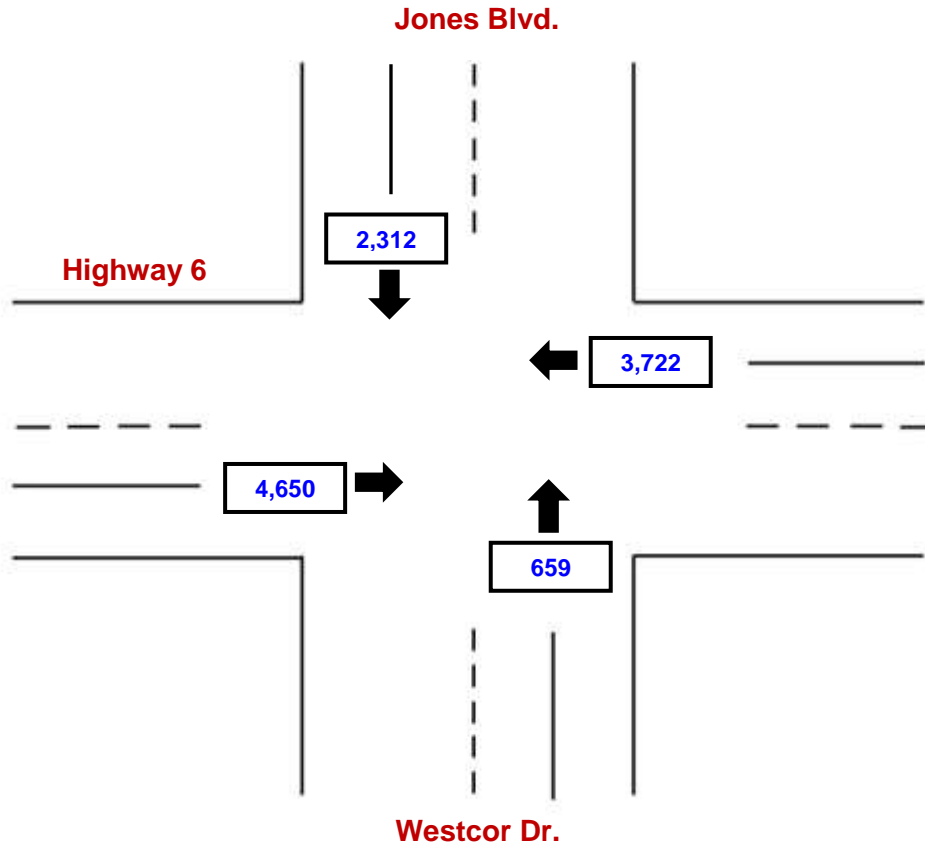 Jones Blvd.
2,312
Highway 6
3,722
4,650
659
Westcor Dr.